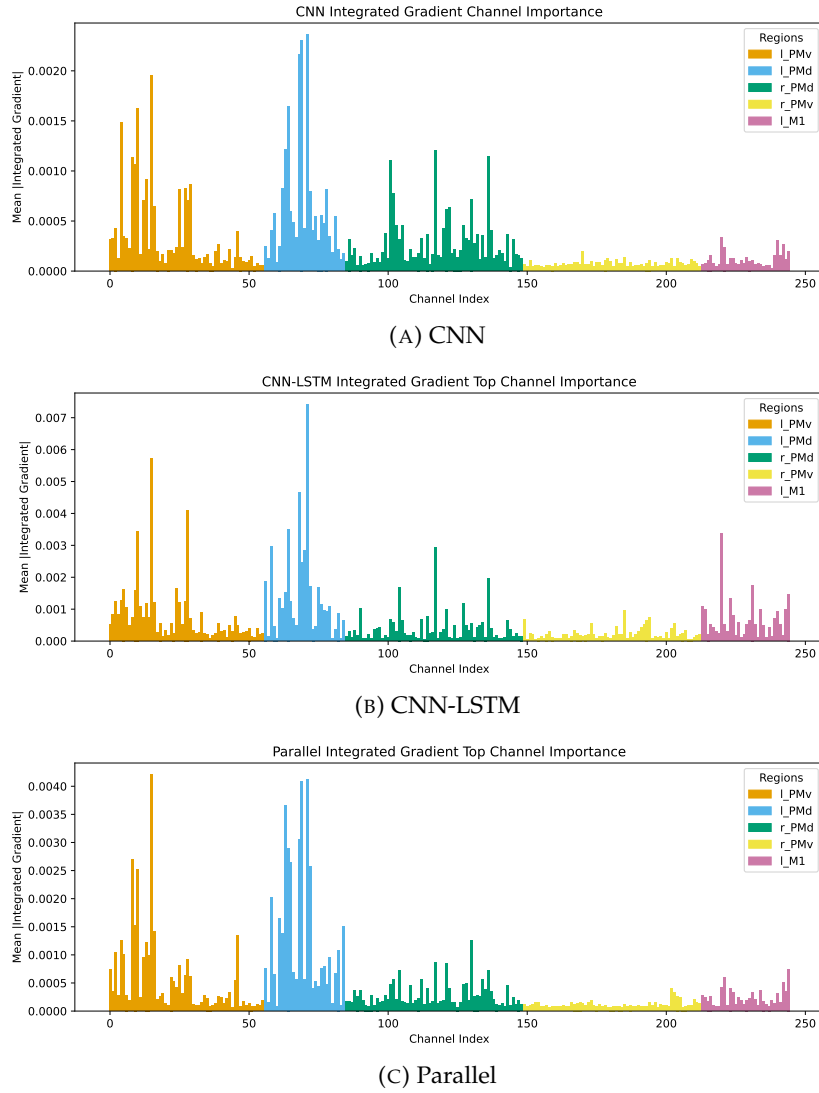 CNN Integrated Gradient Channel Importance
Mean |Integrated Gradient|
0.0020
0.0015
0.0010
0.0005
0.0000
0 50 100 150 200 250
Channel Index
Regions
l_PMv
l_PMd
r_PMd
r_PMv
l_M1
(A) CNN
CNN-LSTM Integrated Gradient Top Channel Importance
Mean |Integrated Gradient|
0.007
0.006
0.005
0.004
0.003
0.002
0.001
0.000
0 50 100 150 200 250
Channel Index
Regions
l_PMv
l_PMd
r_PMd
r_PMv
l_M1
(B) CNN-LSTM
Parallel Integrated Gradient Top Channel Importance
Mean |Integrated Gradient|
0.0040
0.0035
0.0030
0.0025
0.0020
0.0015
0.0010
0.0005
0.0000
0 50 100 150 200 250
Channel Index
Regions
l_PMv
l_PMd
r_PMd
r_PMv
l_M1
(C) Parallel